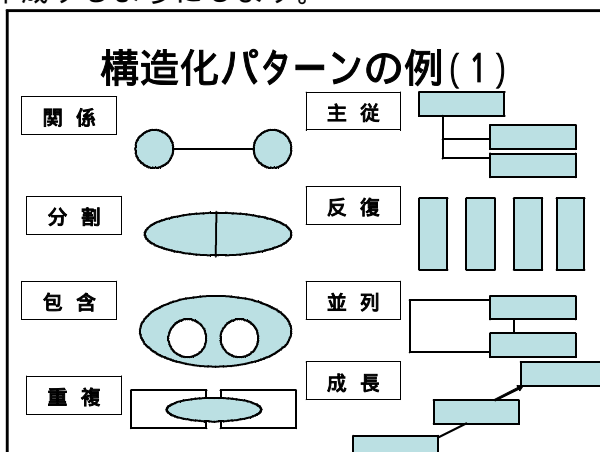 構造化パターンの例(1)
関 係
主 従
分 割
反 復
包 含
並 列
重 複
成 長